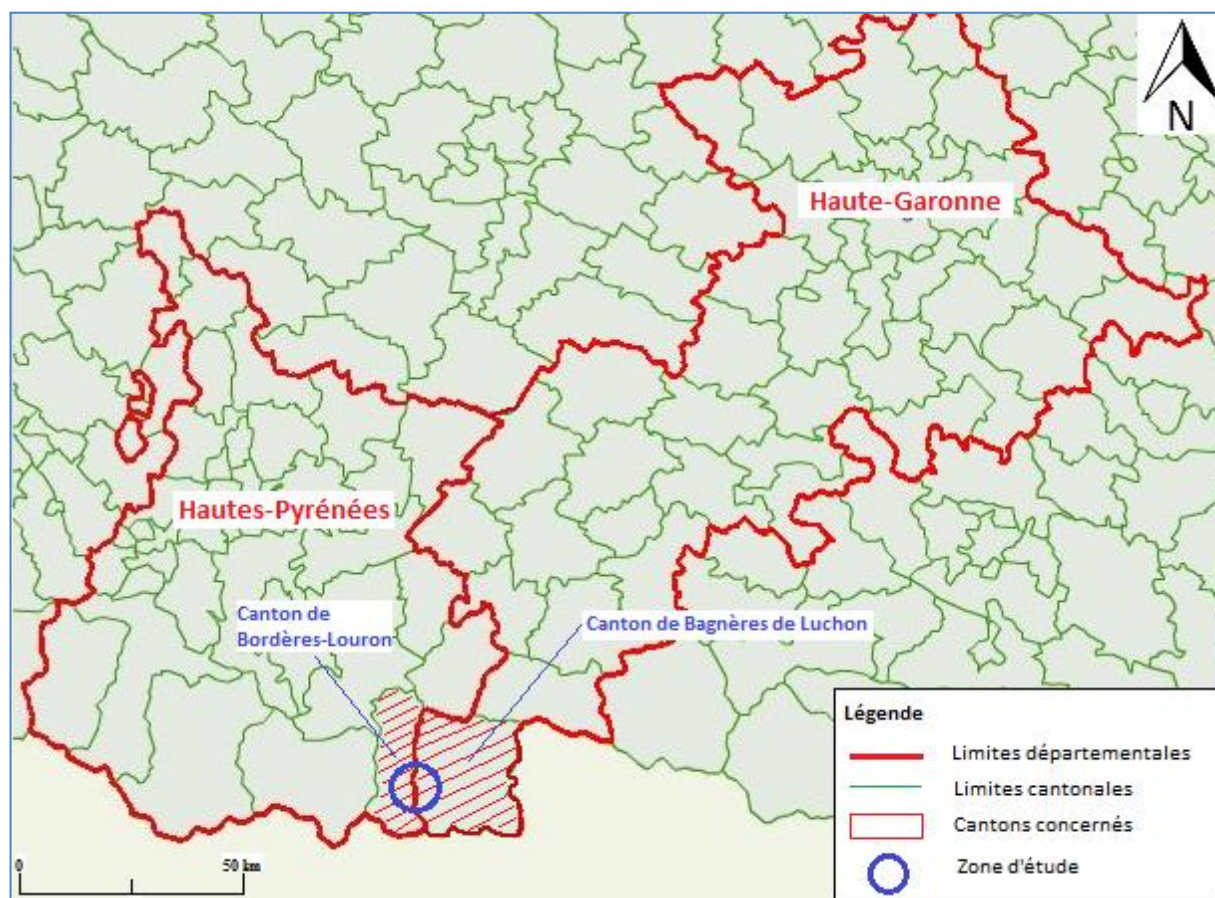 N
Haute-Garonne
Hautes-Pyrénées
Canton de
Bordères-Louron
Canton de Bagnères de Luchon
Légende
Limites départementales
Limites cantonales
Cantons concernés
Zone d'étude
0 50 km